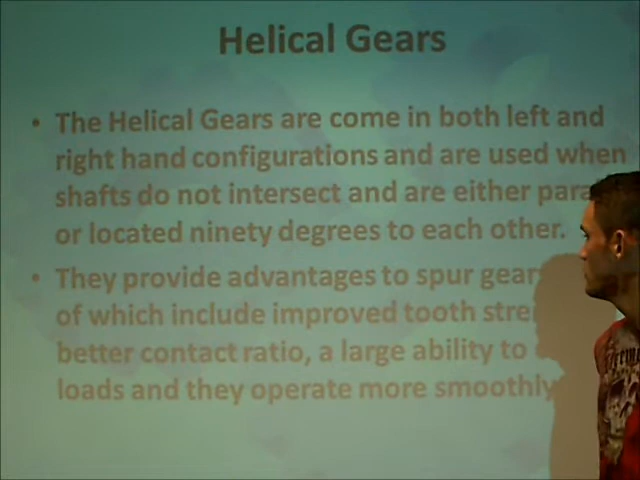 Helical Gears
• The Helical Gears are come in both left and
right hand configurations and are used when
shafts do not intersect and are either para
or located ninety degrees to each other.
• They provide advantages to spur gear
of which include improved tooth stre
better contact ratio, a large ability to
loads and they operate more smoothly